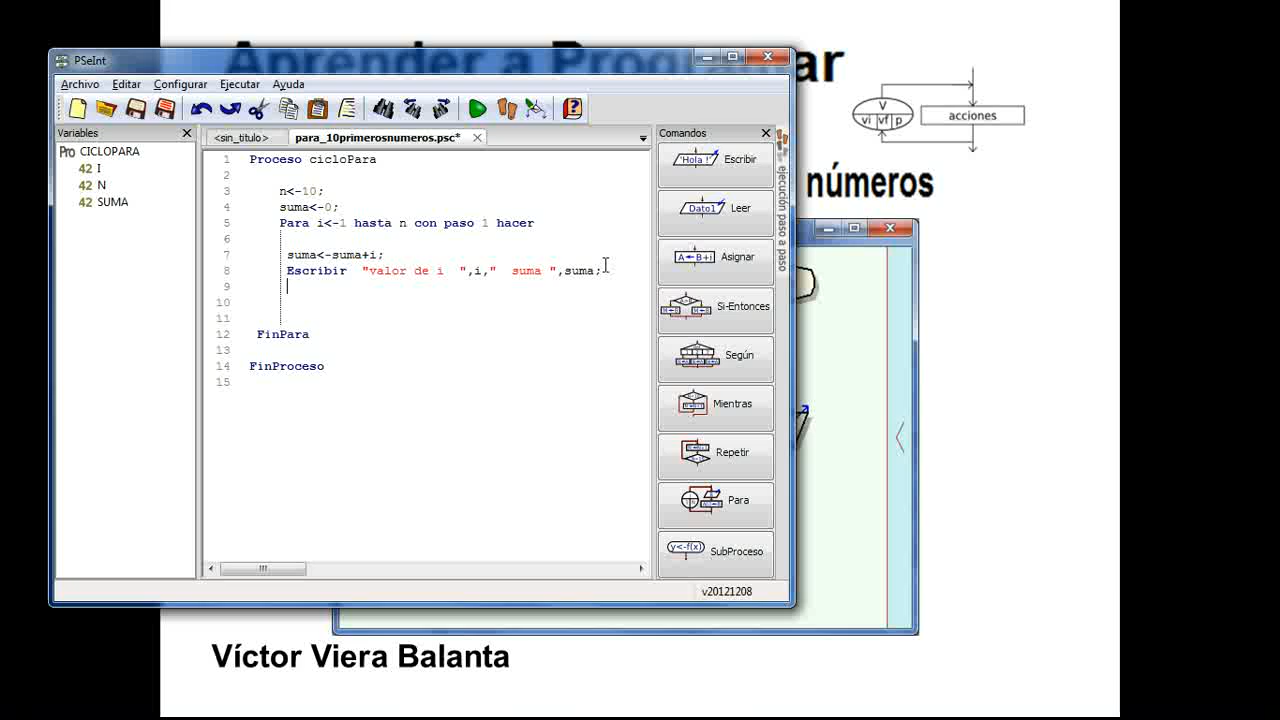 Aprender a Programar
PSeInt
Archivo Editar Configurar Ejecutar Ayuda
V
vi vf p
acciones
números
Variables
<sin_titulo> para_10primerosnumeros.psc*
Comandos
CICLOPARA
42 I
42 N
42 SUMA
1 Proceso cicloPara
2
3 n<-10;
4 suma<-0;
5 Para i<-1 hasta n con paso 1 hacer
6
7 suma<-suma+i;
8 Escribir "valor de i ",i," suma ",suma;
9
10
11
12 FinPara
13
14 FinProceso
15
'Hola !' Escribir
Dato1 Leer
A←B+i Asignar
Si-Entonces
Según
Mientras
Repetir
Para
y<-f(x) SubProceso
ejecución paso a paso
v20121208
Víctor Viera Balanta